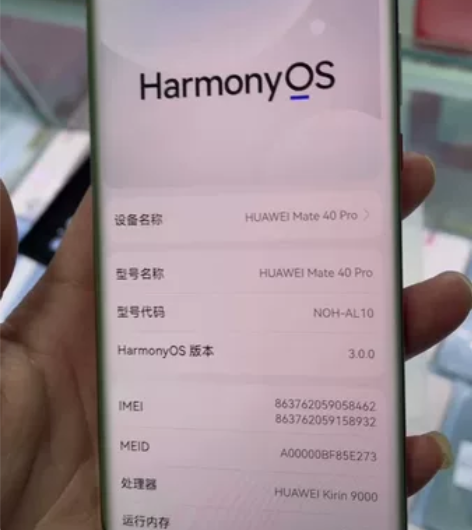 HarmonyOS
设备名称 HUAWEI Mate 40 Pro
型号名称 HUAWEI Mate 40 Pro
型号代码 NOH-AL10
HarmonyOS 版本 3.0.0
IMEI 863762059058462
863762059158932
MEID A00000BF85E273
处理器 HUAWEI Kirin 9000
运行内存